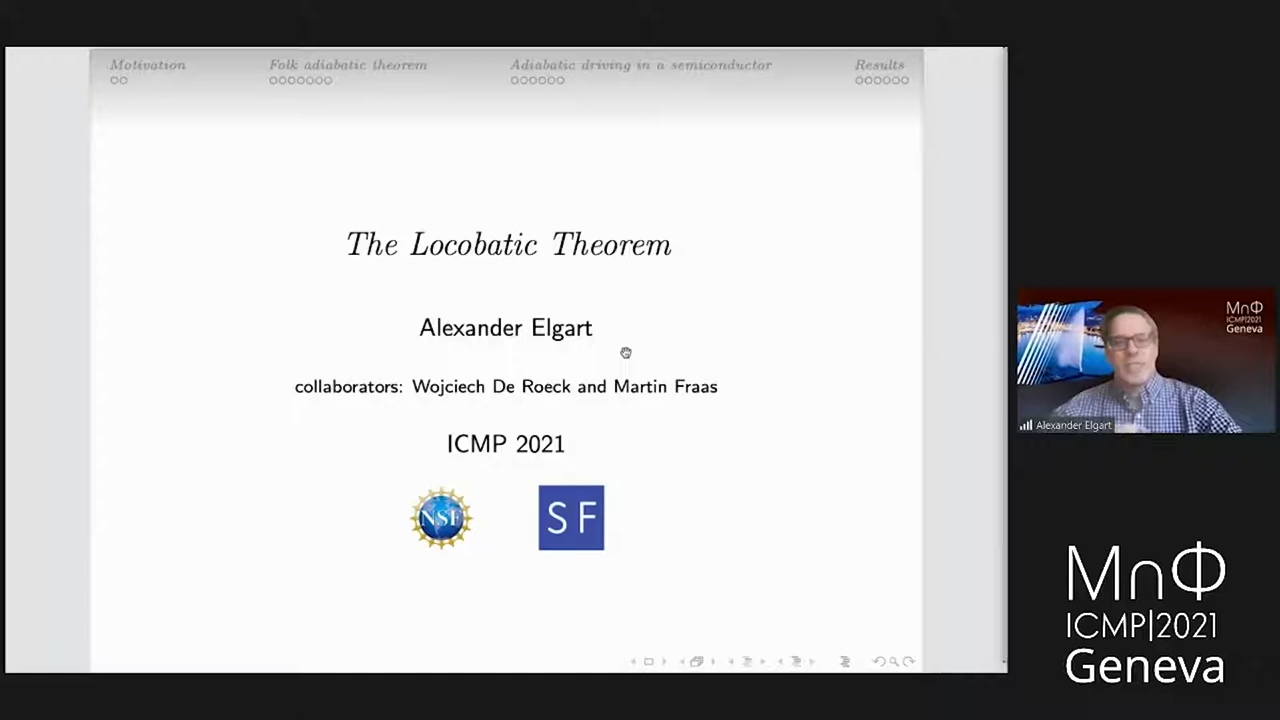 Motivation Folk adiabatic theorem Adiabatic driving in a semiconductor Results
The Locobatic Theorem
Alexander Elgart
collaborators: Wojciech De Roeck and Martin Fraas
ICMP 2021
NSF
SF
MnΦ
ICMP|2021
Geneva
Alexander Elgart
MnΦ
ICMP|2021
Geneva